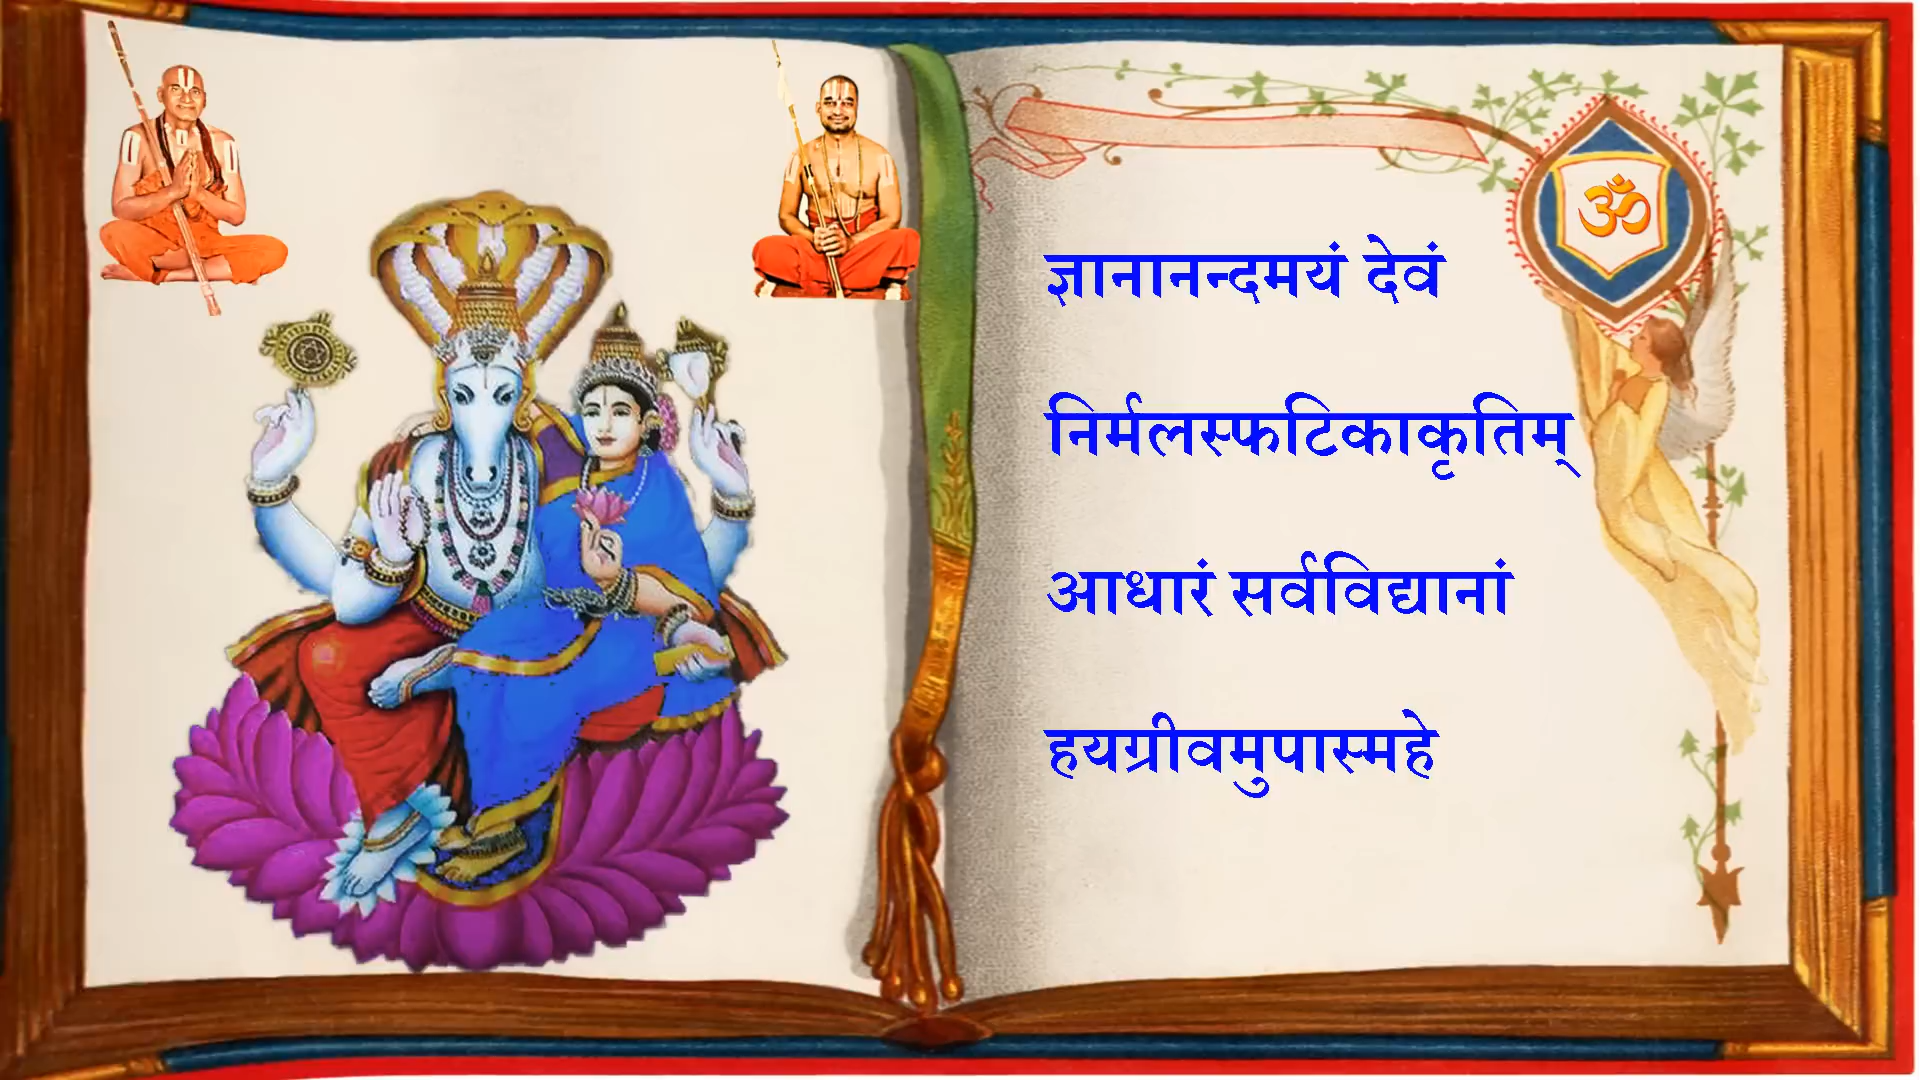 ॐ
ज्ञानानन्दमयं देवं
निर्मलस्फटिकाकृतिम्
आधारं सर्वविद्यानां
हयग्रीवमुपास्महे